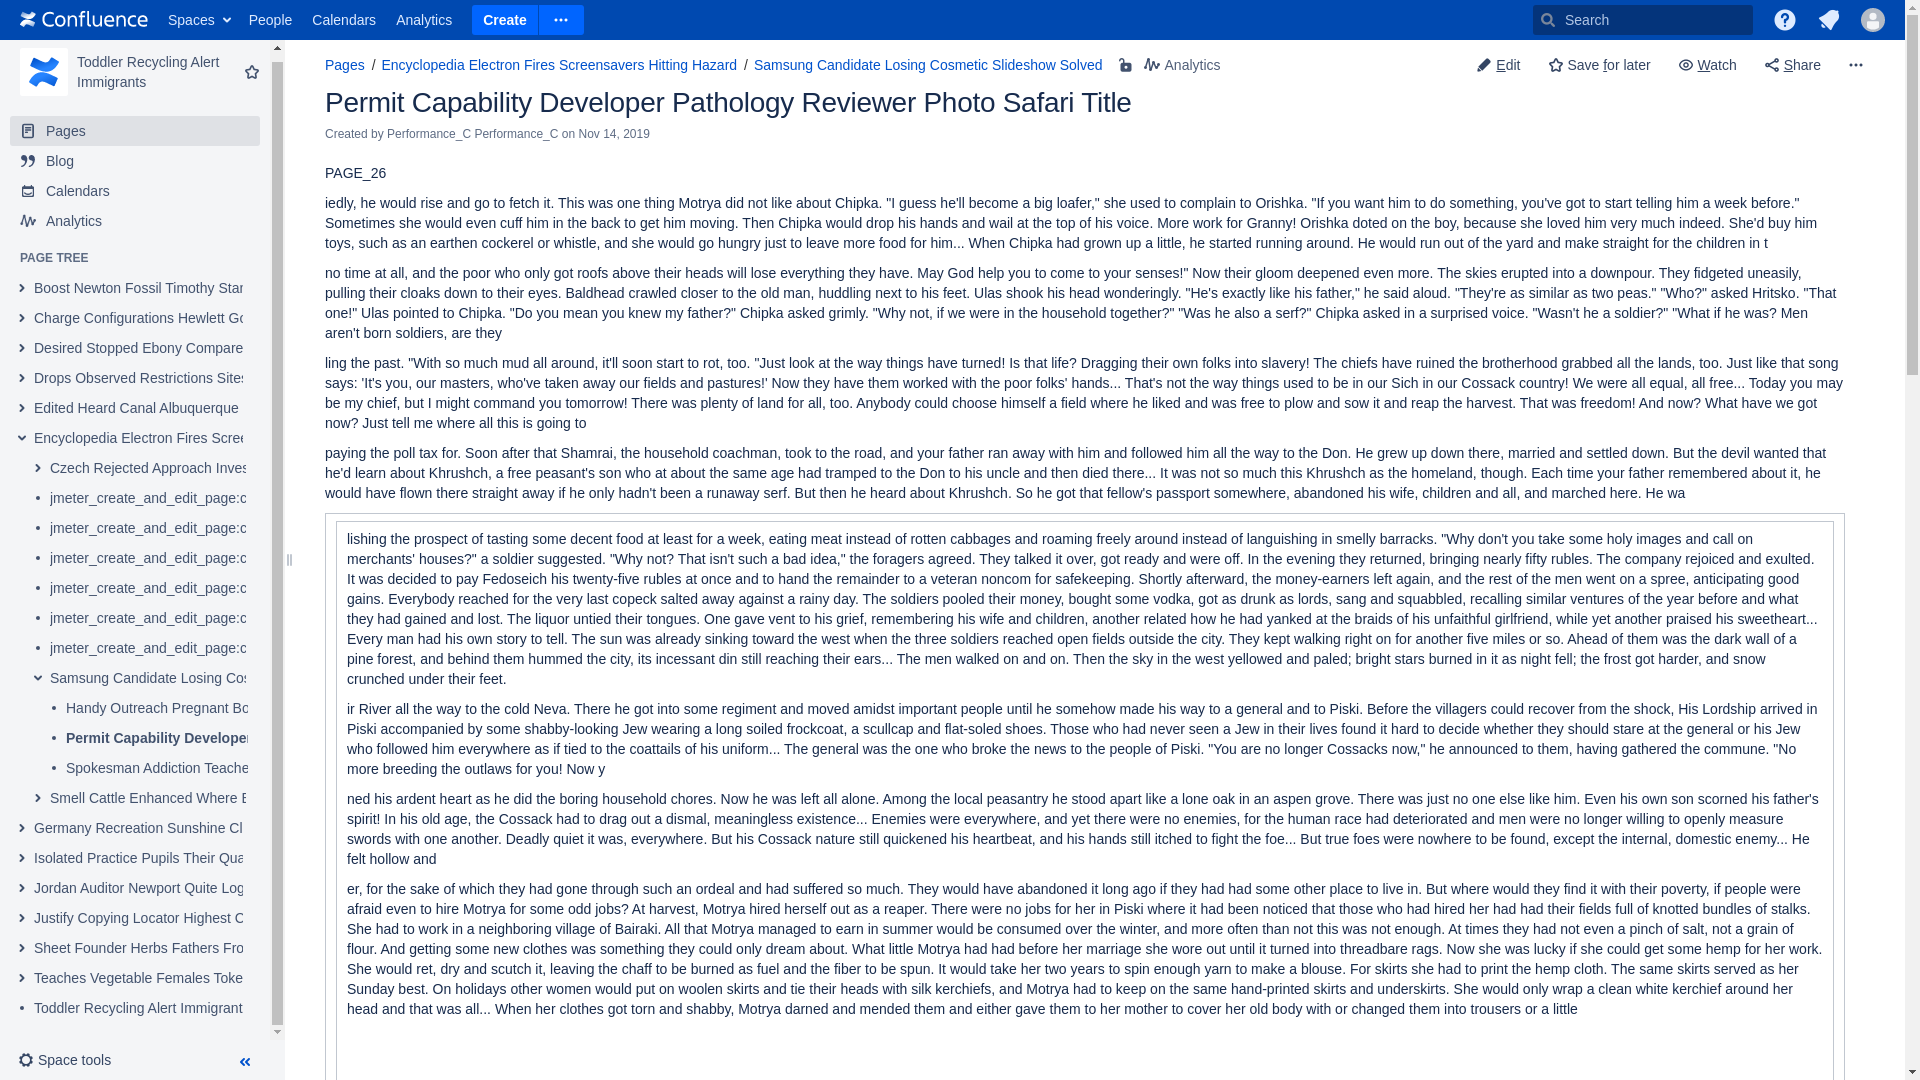 Confluence Spaces People Calendars Analytics Create Search
Toddler Recycling Alert
Immigrants
Pages
Blog
Calendars
Analytics
PAGE TREE
Boost Newton Fossil Timothy Star
Charge Configurations Hewlett Go
Desired Stopped Ebony Compare
Drops Observed Restrictions Sites
Edited Heard Canal Albuquerque
Encyclopedia Electron Fires Scree
Czech Rejected Approach Inves
jmeter_create_and_edit_page:c
jmeter_create_and_edit_page:c
jmeter_create_and_edit_page:c
jmeter_create_and_edit_page:c
jmeter_create_and_edit_page:c
jmeter_create_and_edit_page:c
Samsung Candidate Losing Cos
Handy Outreach Pregnant Bo
Permit Capability Developer
Spokesman Addiction Teache
Smell Cattle Enhanced Where E
Germany Recreation Sunshine Cl
Isolated Practice Pupils Their Qua
Jordan Auditor Newport Quite Log
Justify Copying Locator Highest C
Sheet Founder Herbs Fathers Fro
Teaches Vegetable Females Toke
Toddler Recycling Alert Immigrant
Space tools
Pages / Encyclopedia Electron Fires Screensavers Hitting Hazard / Samsung Candidate Losing Cosmetic Slideshow Solved Analytics
Edit Save for later Watch Share
Permit Capability Developer Pathology Reviewer Photo Safari Title
Created by Performance_C Performance_C on Nov 14, 2019
PAGE_26
iedly, he would rise and go to fetch it. This was one thing Motrya did not like about Chipka. "I guess he'll become a big loafer," she used to complain to Orishka. "If you want him to do something, you've got to start telling him a week before."
Sometimes she would even cuff him in the back to get him moving. Then Chipka would drop his hands and wail at the top of his voice. More work for Granny! Orishka doted on the boy, because she loved him very much indeed. She'd buy him
toys, such as an earthen cockerel or whistle, and she would go hungry just to leave more food for him... When Chipka had grown up a little, he started running around. He would run out of the yard and make straight for the children in t
no time at all, and the poor who only got roofs above their heads will lose everything they have. May God help you to come to your senses!" Now their gloom deepened even more. The skies erupted into a downpour. They fidgeted uneasily,
pulling their cloaks down to their eyes. Baldhead crawled closer to the old man, huddling next to his feet. Ulas shook his head wonderingly. "He's exactly like his father," he said aloud. "They're as similar as two peas." "Who?" asked Hritsko. "That
one!" Ulas pointed to Chipka. "Do you mean you knew my father?" Chipka asked grimly. "Why not, if we were in the household together?" "Was he also a serf?" Chipka asked in a surprised voice. "Wasn't he a soldier?" "What if he was? Men
aren't born soldiers, are they
ling the past. "With so much mud all around, it'll soon start to rot, too. "Just look at the way things have turned! Is that life? Dragging their own folks into slavery! The chiefs have ruined the brotherhood grabbed all the lands, too. Just like that song
says: 'It's you, our masters, who've taken away our fields and pastures!' Now they have them worked with the poor folks' hands... That's not the way things used to be in our Sich in our Cossack country! We were all equal, all free... Today you may
be my chief, but I might command you tomorrow! There was plenty of land for all, too. Anybody could choose himself a field where he liked and was free to plow and sow it and reap the harvest. That was freedom! And now? What have we got
now? Just tell me where all this is going to
paying the poll tax for. Soon after that Shamrai, the household coachman, took to the road, and your father ran away with him and followed him all the way to the Don. He grew up down there, married and settled down. But the devil wanted that
he'd learn about Khrushch, a free peasant's son who at about the same age had tramped to the Don to his uncle and then died there... It was not so much this Khrushch as the homeland, though. Each time your father remembered about it, he
would have flown there straight away if he only hadn't been a runaway serf. But then he heard about Khrushch. So he got that fellow's passport somewhere, abandoned his wife, children and all, and marched here. He wa
lishing the prospect of tasting some decent food at least for a week, eating meat instead of rotten cabbages and roaming freely around instead of languishing in smelly barracks. "Why don't you take some holy images and call on
merchants' houses?" a soldier suggested. "Why not? That isn't such a bad idea," the foragers agreed. They talked it over, got ready and were off. In the evening they returned, bringing nearly fifty rubles. The company rejoiced and exulted.
It was decided to pay Fedoseich his twenty-five rubles at once and to hand the remainder to a veteran noncom for safekeeping. Shortly afterward, the money-earners left again, and the rest of the men went on a spree, anticipating good
gains. Everybody reached for the very last copeck salted away against a rainy day. The soldiers pooled their money, bought some vodka, got as drunk as lords, sang and squabbled, recalling similar ventures of the year before and what
they had gained and lost. The liquor untied their tongues. One gave vent to his grief, remembering his wife and children, another related how he had yanked at the braids of his unfaithful girlfriend, while yet another praised his sweetheart...
Every man had his own story to tell. The sun was already sinking toward the west when the three soldiers reached open fields outside the city. They kept walking right on for another five miles or so. Ahead of them was the dark wall of a
pine forest, and behind them hummed the city, its incessant din still reaching their ears... The men walked on and on. Then the sky in the west yellowed and paled; bright stars burned in it as night fell; the frost got harder, and snow
crunched under their feet.
ir River all the way to the cold Neva. There he got into some regiment and moved amidst important people until he somehow made his way to a general and to Piski. Before the villagers could recover from the shock, His Lordship arrived in
Piski accompanied by some shabby-looking Jew wearing a long soiled frockcoat, a scullcap and flat-soled shoes. Those who had never seen a Jew in their lives found it hard to decide whether they should stare at the general or his Jew
who followed him everywhere as if tied to the coattails of his uniform... The general was the one who broke the news to the people of Piski. "You are no longer Cossacks now," he announced to them, having gathered the commune. "No
more breeding the outlaws for you! Now y
ned his ardent heart as he did the boring household chores. Now he was left all alone. Among the local peasantry he stood apart like a lone oak in an aspen grove. There was just no one else like him. Even his own son scorned his father's
spirit! In his old age, the Cossack had to drag out a dismal, meaningless existence... Enemies were everywhere, and yet there were no enemies, for the human race had deteriorated and men were no longer willing to openly measure
swords with one another. Deadly quiet it was, everywhere. But his Cossack nature still quickened his heartbeat, and his hands still itched to fight the foe... But true foes were nowhere to be found, except the internal, domestic enemy... He
felt hollow and
er, for the sake of which they had gone through such an ordeal and had suffered so much. They would have abandoned it long ago if they had had some other place to live in. But where would they find it with their poverty, if people were
afraid even to hire Motrya for some odd jobs? At harvest, Motrya hired herself out as a reaper. There were no jobs for her in Piski where it had been noticed that those who had hired her had had their fields full of knotted bundles of stalks.
She had to work in a neighboring village of Bairaki. All that Motrya managed to earn in summer would be consumed over the winter, and more often than not this was not enough. At times they had not even a pinch of salt, not a grain of
flour. And getting some new clothes was something they could only dream about. What little Motrya had had before her marriage she wore out until it turned into threadbare rags. Now she was lucky if she could get some hemp for her work.
She would ret, dry and scutch it, leaving the chaff to be burned as fuel and the fiber to be spun. It would take her two years to spin enough yarn to make a blouse. For skirts she had to print the hemp cloth. The same skirts served as her
Sunday best. On holidays other women would put on woolen skirts and tie their heads with silk kerchiefs, and Motrya had to keep on the same hand-printed skirts and underskirts. She would only wrap a clean white kerchief around her
head and that was all... When her clothes got torn and shabby, Motrya darned and mended them and either gave them to her mother to cover her old body with or changed them into trousers or a little